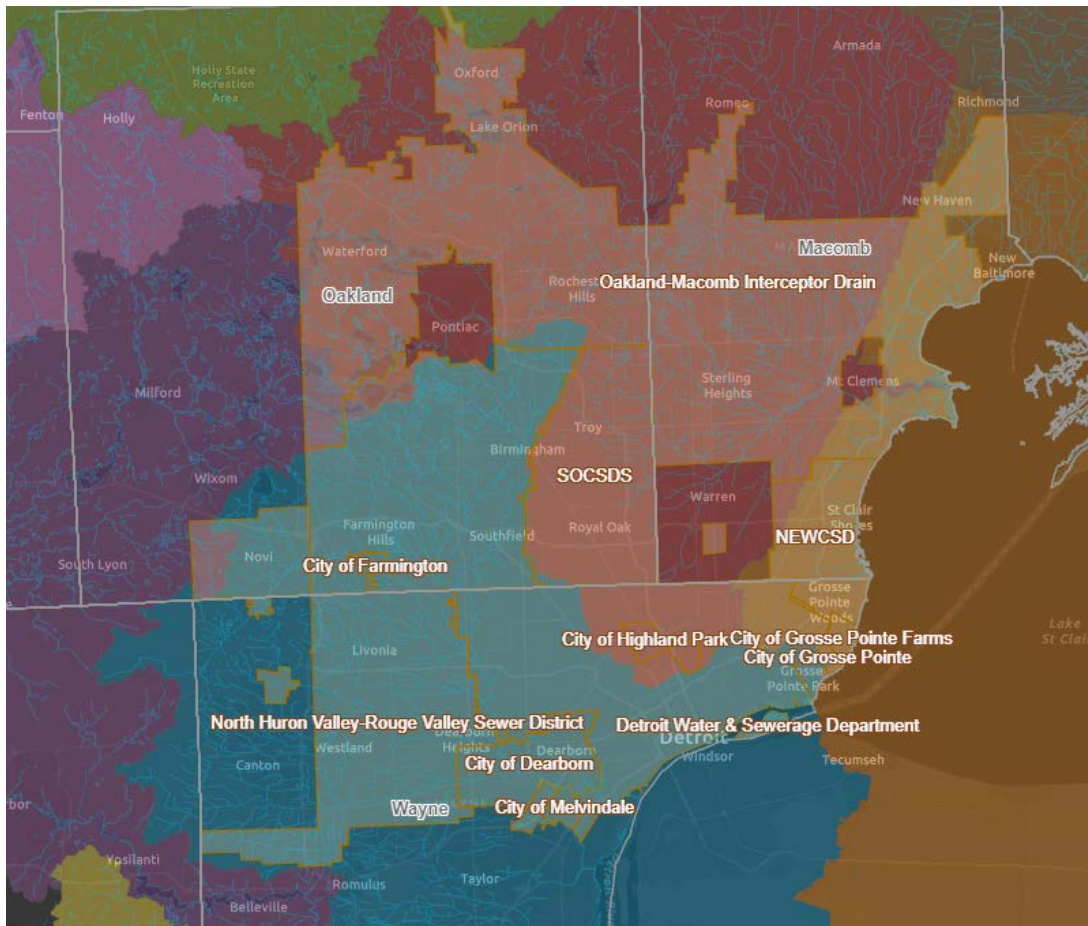 Armada
Oxford
Holly State
Recreation
Area
Romeo
Richmond
Fenton
Holly
Lake Orion
New Haven
Waterford
Macomb
New
Baltimore
Oakland
Rochest
Hills
Oakland-Macomb Interceptor Drain
Pontiac
Sterling
Heights
Mt Clemens
Milford
Troy
Birmingham
Wixom
SOCSDS
Warren
St Clair
Shores
Farmington
Hills
Southfield
Royal Oak
NEWCSD
South Lyon
Novi
City of Farmington
Grosse
Pointe
Woods
Lake
St Clai
City of Highland Park
City of Grosse Pointe Farms
Livonia
City of Grosse Pointe
Grosse
Pointe Park
North Huron Valley-Rouge Valley Sewer District
Detroit Water & Sewerage Department
Dearborn
Heights
Dearborn
Detroit
Westland
Windsor
Canton
City of Dearborn
Tecumseh
bor
Wayne
City of Melvindale
Ypsilanti
Romulus
Taylor
Belleville